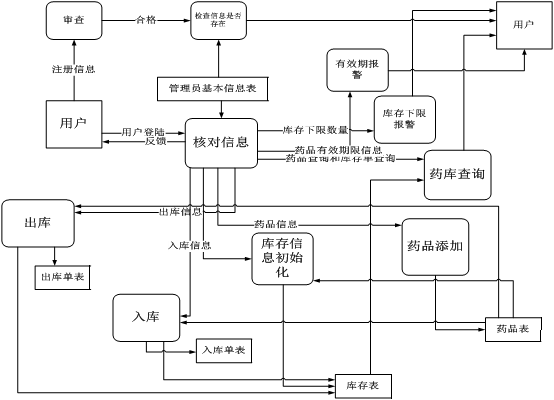 审查
合格
检查信息是否
存在
用户
注册信息
有效期报
警
管理员基本信息表
库存下限
报警
用户
用户登陆
反馈
核对信息
库存下限数量
药品有效期信息
药品查询和库存单查询
药库查询
出库
出库信息
药品信息
入库信息
库存信
息初始
化
药品添加
出库单表
入库
药品表
入库单表
库存表